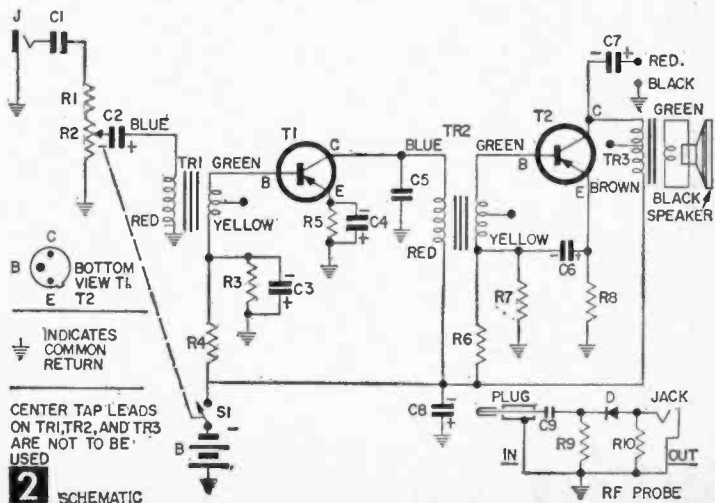 J
C1
R1
R2
C2
+
BLUE
TR1
RED
GREEN
YELLOW
B
T1
C
E
R5
C4
-
+
R3
C3
-
+
R4
C5
BLUE
TR2
RED
GREEN
YELLOW
B
T2
C
E
C7
-
+
RED.
BLACK
GREEN
TR3
BROWN
BLACK
SPEAKER
C6
-
+
R7
R8
R6
C8
-
+
C
B
E
BOTTOM
VIEW T1.
T2
INDICATES
COMMON
RETURN
CENTER TAP LEADS
ON TR1,TR2, AND TR3
ARE NOT TO BE
USED
S1
B
-
+
PLUG
C9
D
JACK
R9
R10
IN
OUT
RF PROBE
2 SCHEMATIC